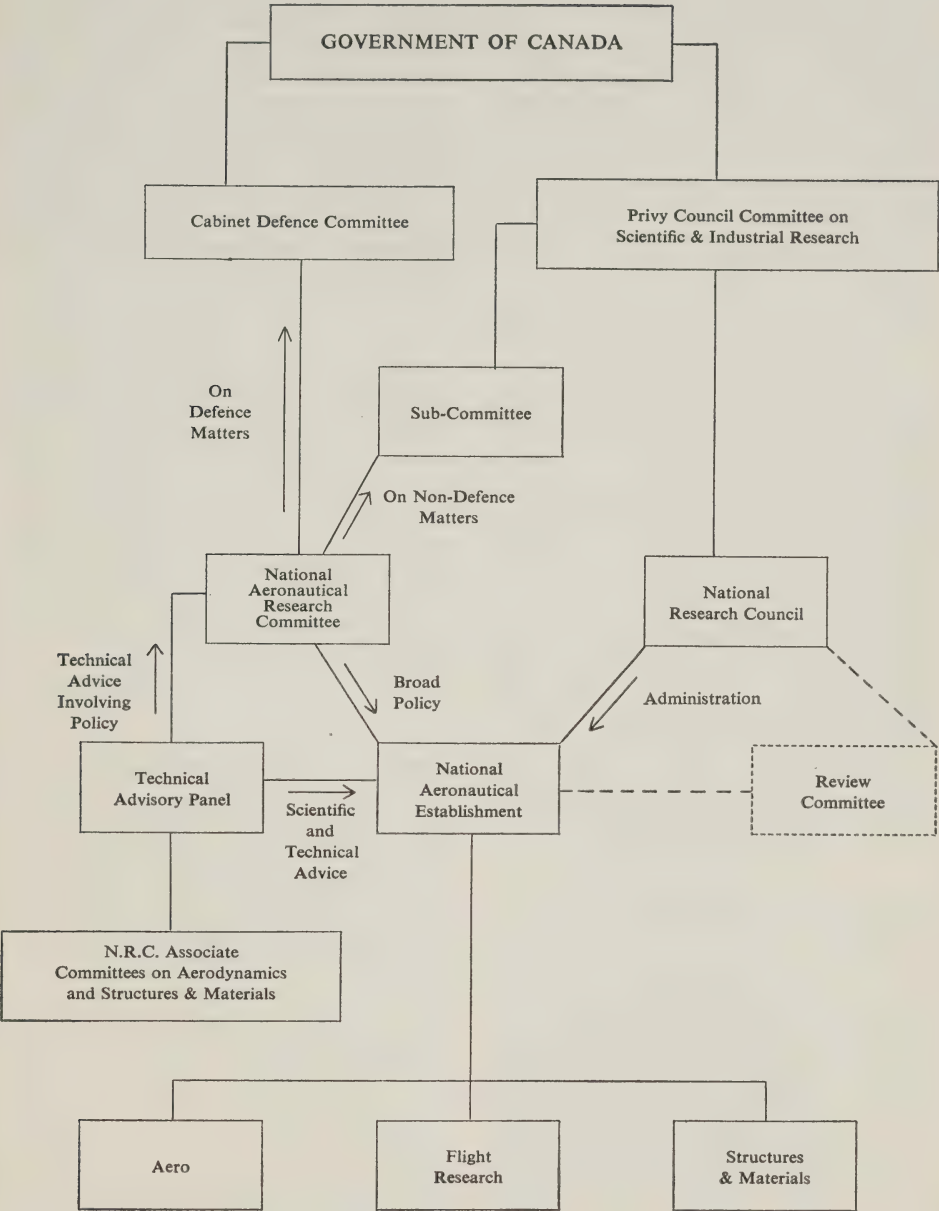 GOVERNMENT OF CANADA
Cabinet Defence Committee
Privy Council Committee on
Scientific & Industrial Research
On
Defence
Matters
Sub-Committee
On Non-Defence
Matters
National
Aeronautical
Research
Committee
National
Research Council
Technical
Advice
Involving
Policy
Broad
Policy
Administration
Technical
Advisory Panel
Scientific
and
Technical
Advice
National
Aeronautical
Establishment
Review
Committee
N.R.C. Associate
Committees on Aerodynamics
and Structures & Materials
Aero
Flight
Research
Structures
& Materials